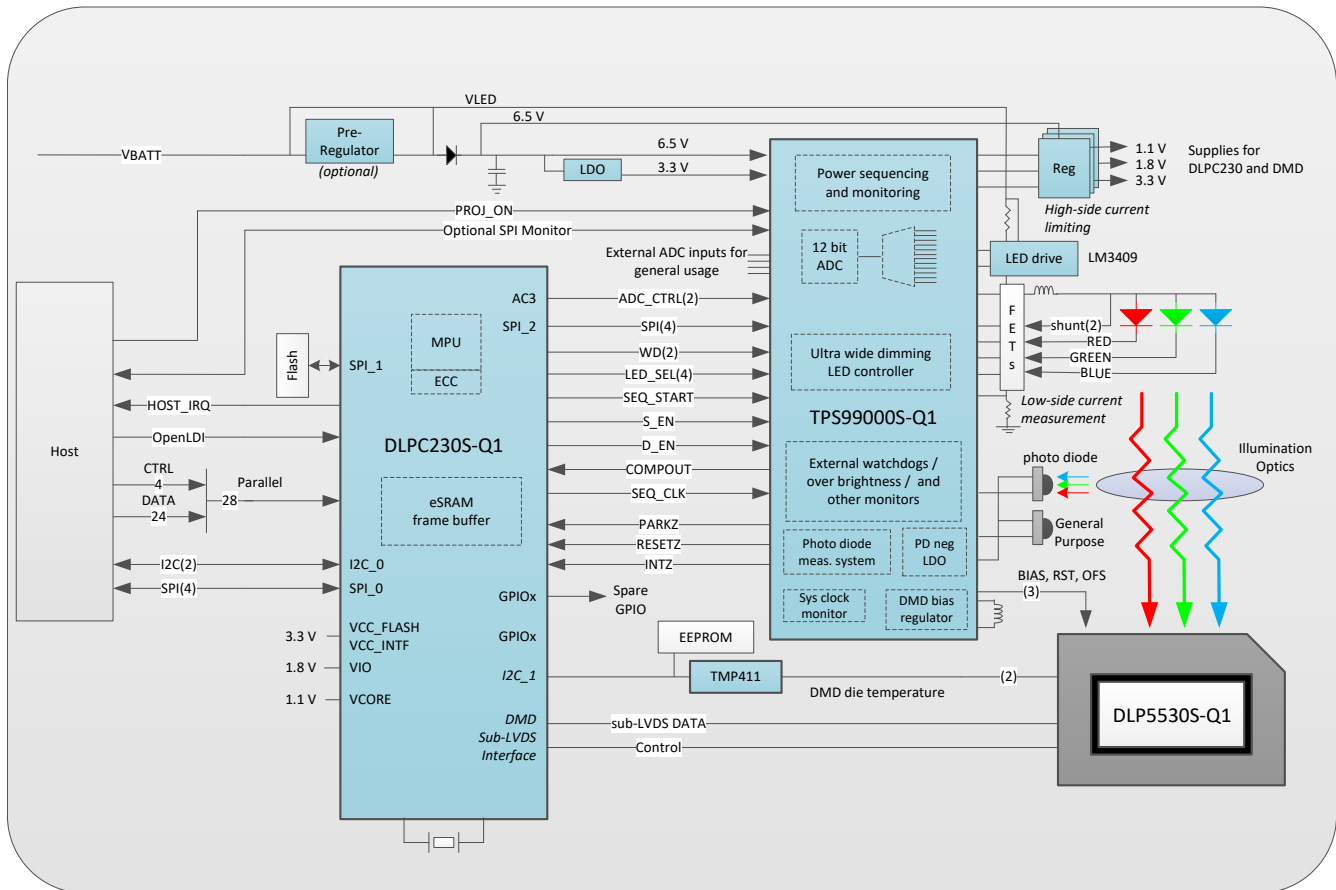 VLED
6.5 V
VBATT
Pre-
Regulator
(optional)
6.5 V
LDO
3.3 V
Reg
1.1 V
1.8 V
3.3 V
Supplies for
DLPC230 and DMD
High-side current
limiting
PROJ_ON
Optional SPI Monitor
External ADC inputs for
general usage
Power sequencing
and monitoring
12 bit
ADC
LED drive
LM3409
Host
HOST_IRQ
OpenLDI
CTRL
4
DATA
24
28
Parallel
I2C(2)
SPI(4)
Flash
SPI_1
MPU
ECC
DLPC230S-Q1
eSRAM
frame buffer
I2C_0
SPI_0
3.3 V
VCC_FLASH
VCC_INTF
1.8 V
VIO
1.1 V
VCORE
AC3
SPI_2
GPIOx
GPIOx
I2C_1
DMD
Sub-LVDS
Interface
ADC_CTRL(2)
SPI(4)
WD(2)
LED_SEL(4)
SEQ_START
S_EN
D_EN
COMPOUT
SEQ_CLK
PARKZ
RESETZ
INTZ
Spare
GPIO
Ultra wide dimming
LED controller
TPS99000S-Q1
External watchdogs /
over brightness / and
other monitors
Photo diode
meas. system
PD neg
LDO
Sys clock
monitor
DMD bias
regulator
F
E
T
s
shunt(2)
RED
GREEN
BLUE
Low-side current
measurement
photo diode
Illumination
Optics
General
Purpose
BIAS, RST, OFS
(3)
EEPROM
TMP411
DMD die temperature
(2)
sub-LVDS DATA
Control
DLP5530S-Q1